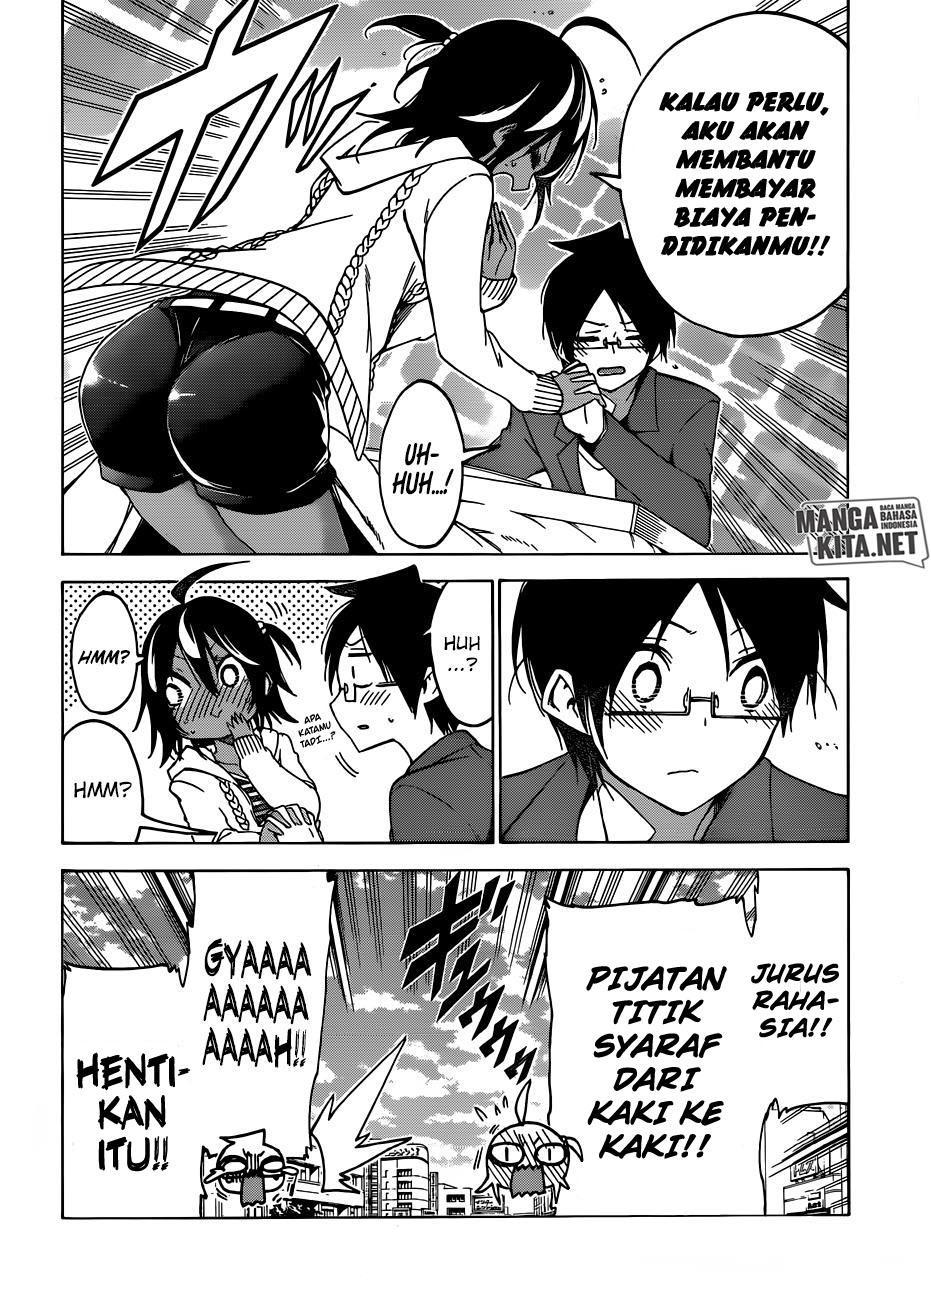 KALAU PERLU,
AKU AKAN
MEMBANTU
MEMBAYAR
BIAYA PEN-
DIDIKANMU!!
UH-
HUH...!
MANGA
KITA.NET
BACA MANGA
BAHASA
INDONESIA
HUH
...?
APA
KATAMU
TADI...?
HMM?
HMM?
JURUS
RAHA-
SIA!!
PIJATAN
TITIK
SYARAF
DARI
KAKI KE
KAKI!!
GYAAAA
AAAAAA
AAAAH!!
HENTI-
KAN
ITU!!